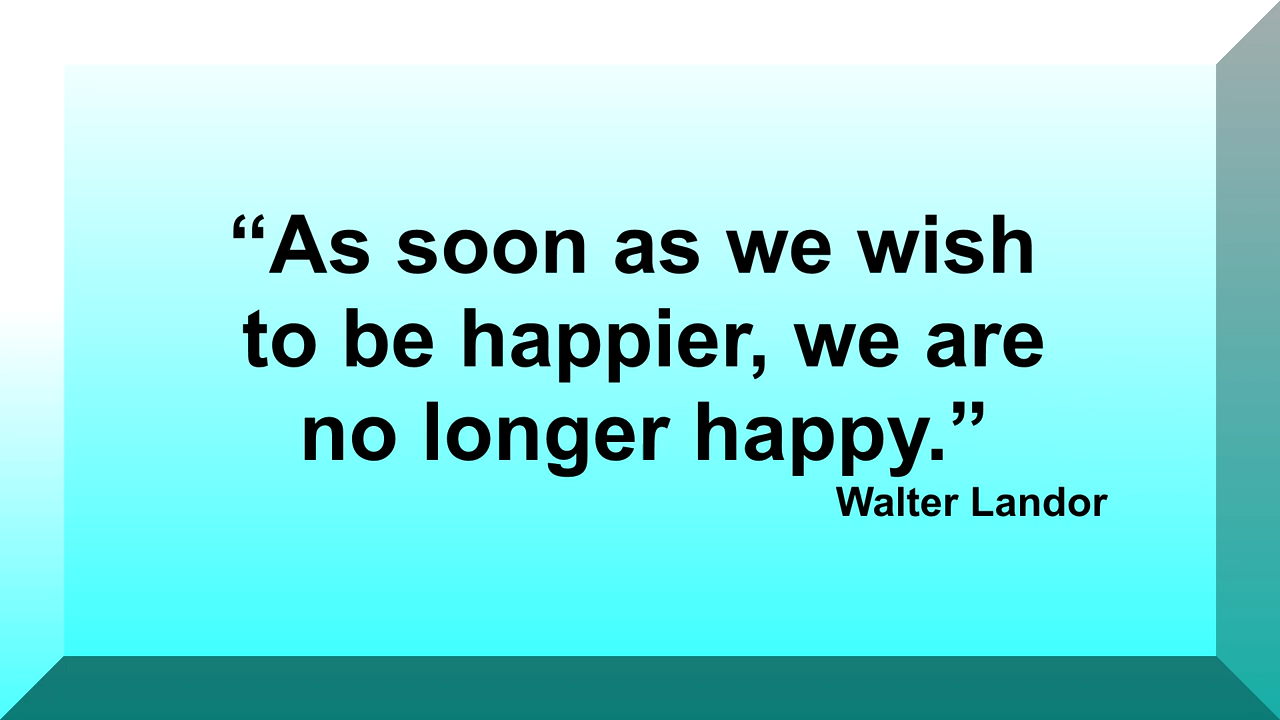 “As soon as we wish
to be happier, we are
no longer happy.”
Walter Landor